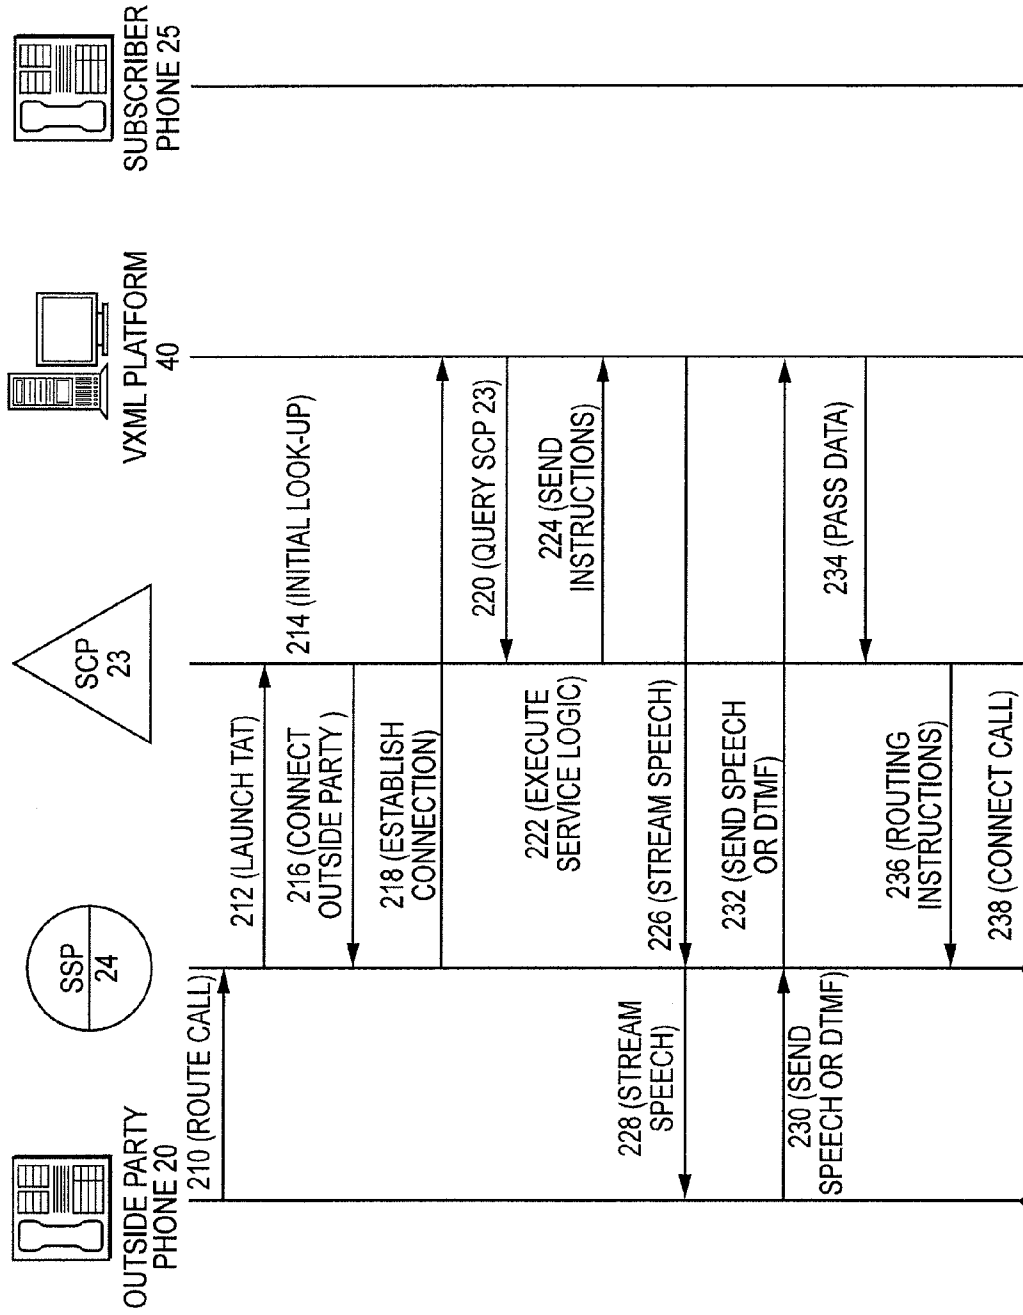 OUTSIDE PARTY
PHONE 20
SSP
24
SCP
23
VXML PLATFORM
40
SUBSCRIBER
PHONE 25
210 (ROUTE CALL)
212 (LAUNCH TAT)
214 (INITIAL LOOK-UP)
216 (CONNECT
OUTSIDE PARTY )
218 (ESTABLISH
CONNECTION)
220 (QUERY SCP 23)
222 (EXECUTE
SERVICE LOGIC)
224 (SEND
INSTRUCTIONS)
226 (STREAM SPEECH)
228 (STREAM
SPEECH)
230 (SEND
SPEECH OR DTMF)
232 (SEND SPEECH
OR DTMF)
234 (PASS DATA)
236 (ROUTING
INSTRUCTIONS)
238 (CONNECT CALL)